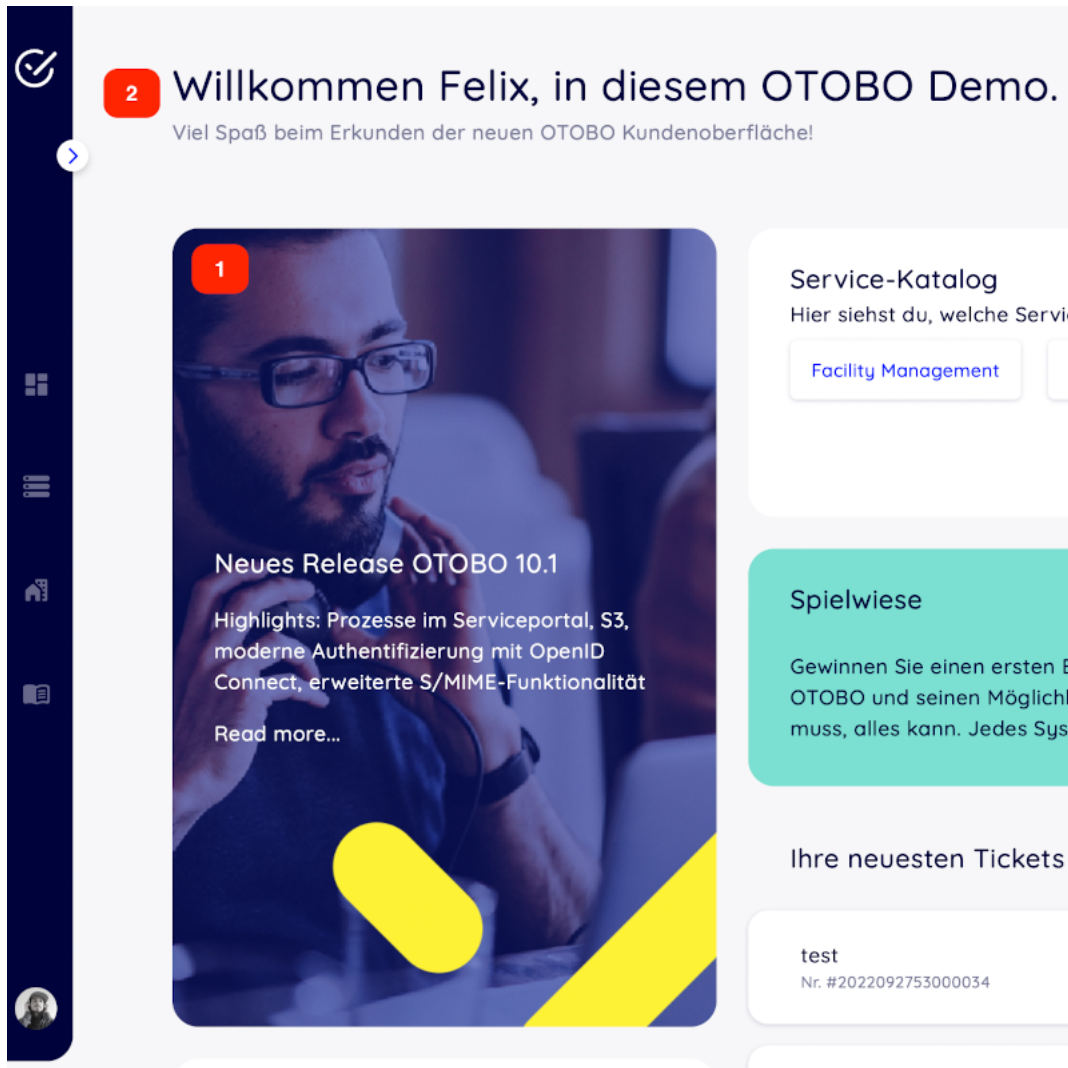 2
Willkommen Felix, in diesem OTOBO Demo.
Viel Spaß beim Erkunden der neuen OTOBO Kundenoberfläche!
1
Neues Release OTOBO 10.1
Highlights: Prozesse im Serviceportal, S3,
moderne Authentifizierung mit OpenID
Connect, erweiterte S/MIME-Funktionalität
Read more...
Service-Katalog
Hier siehst du, welche
Facility Management
Spielwiese
Gewinnen Sie einen ersten
OTOBO und seinen
muss, alles kann. Jedes
Ihre neuesten Tickets
test
Nr. #2022092753000034